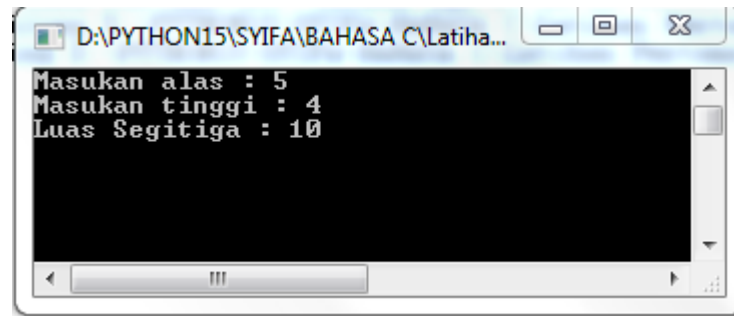 D:\PYTHON15\SYIFA\BAHASA C\Latiha...
Masukan alas : 5
Masukan tinggi : 4
Luas Segitiga : 10